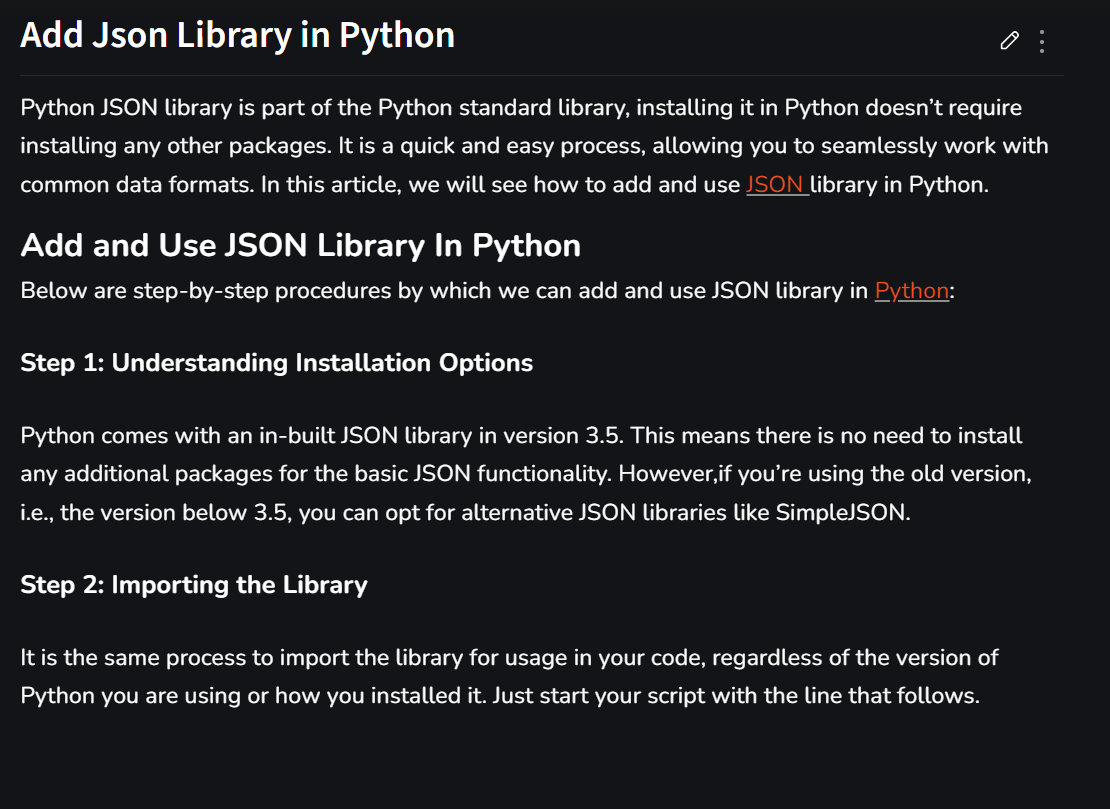 Add Json Library in Python
Python JSON library is part of the Python standard library, installing it in Python doesn’t require
installing any other packages. It is a quick and easy process, allowing you to seamlessly work with
common data formats. In this article, we will see how to add and use JSON library in Python.
Add and Use JSON Library In Python
Below are step-by-step procedures by which we can add and use JSON library in Python:
Step 1: Understanding Installation Options
Python comes with an in-built JSON library in version 3.5. This means there is no need to install
any additional packages for the basic JSON functionality. However,if you’re using the old version,
i.e., the version below 3.5, you can opt for alternative JSON libraries like SimpleJSON.
Step 2: Importing the Library
It is the same process to import the library for usage in your code, regardless of the version of
Python you are using or how you installed it. Just start your script with the line that follows.